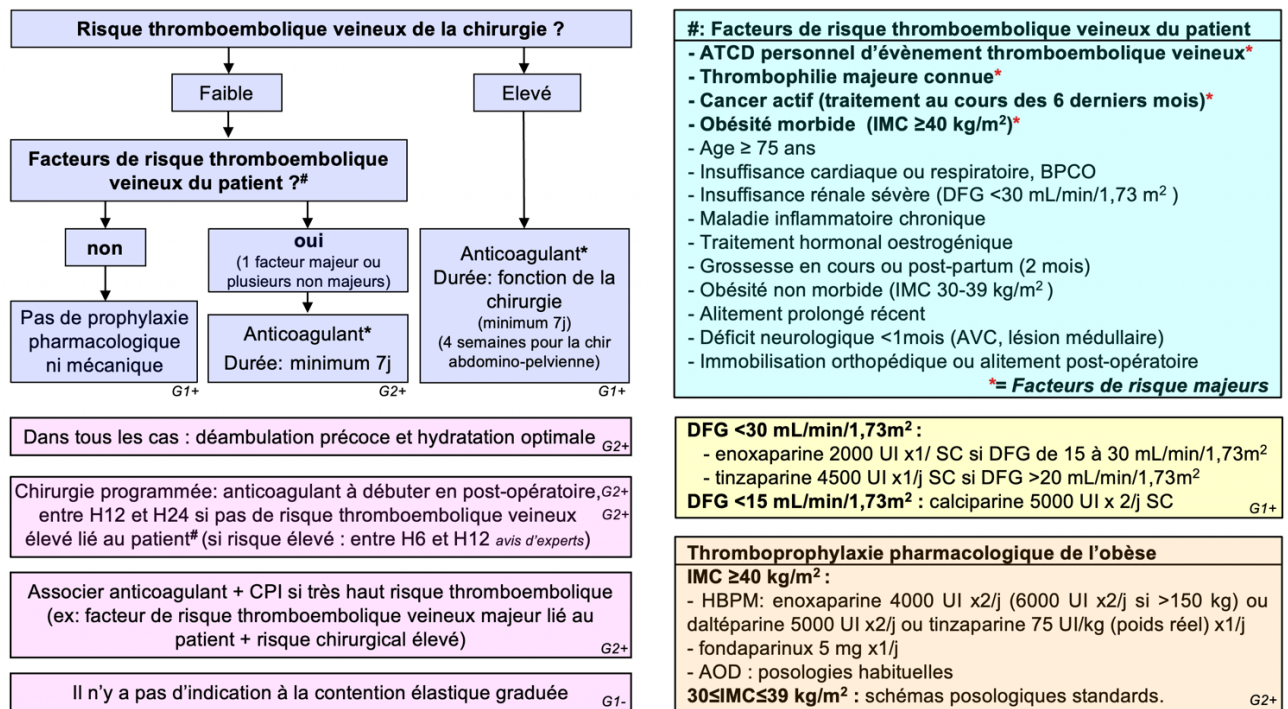 Risque thromboembolique veineux de la chirurgie ?
Faible
Elevé
Facteurs de risque thromboembolique
veineux du patient ?#
non
oui
(1 facteur majeur ou
plusieurs non majeurs)
Pas de prophylaxie
pharmacologique
ni mécanique
G1+
Anticoagulant*
Durée: minimum 7j
G2+
Anticoagulant*
Durée: fonction de la
chirurgie
(minimum 7j)
(4 semaines pour la chir
abdomino-pelvienne)
G1+
Dans tous les cas : déambulation précoce et hydratation optimale G2+
Chirurgie programmée: anticoagulant à débuter en post-opératoire, G2+
entre H12 et H24 si pas de risque thromboembolique veineux G2+
élevé lié au patient# (si risque élevé : entre H6 et H12 avis d'experts)
Associer anticoagulant + CPI si très haut risque thromboembolique
(ex: facteur de risque thromboembolique veineux majeur lié au
patient + risque chirurgical élevé)
G2+
Il n'y a pas d'indication à la contention élastique graduée G1-
#: Facteurs de risque thromboembolique veineux du patient
- ATCD personnel d'évènement thromboembolique veineux*
- Thrombophilie majeure connue*
- Cancer actif (traitement au cours des 6 derniers mois)*
- Obésité morbide (IMC ≥40 kg/m²)*
- Age ≥ 75 ans
- Insuffisance cardiaque ou respiratoire, BPCO
- Insuffisance rénale sévère (DFG <30 mL/min/1,73 m² )
- Maladie inflammatoire chronique
- Traitement hormonal oestrogénique
- Grossesse en cours ou post-partum (2 mois)
- Obésité non morbide (IMC 30-39 kg/m² )
- Alitement prolongé récent
- Déficit neurologique <1mois (AVC, lésion médullaire)
- Immobilisation orthopédique ou alitement post-opératoire
*= Facteurs de risque majeurs
DFG <30 mL/min/1,73m² :
- enoxaparine 2000 UI x1/ SC si DFG de 15 à 30 mL/min/1,73m²
- tinzaparine 4500 UI x1/j SC si DFG >20 mL/min/1,73m²
DFG <15 mL/min/1,73m² : calciparine 5000 UI x 2/j SC
G1+
Thromboprophylaxie pharmacologique de l'obèse
IMC ≥40 kg/m² :
- HBPM: enoxaparine 4000 UI x2/j (6000 UI x2/j si >150 kg) ou
daltéparine 5000 UI x2/j ou tinzaparine 75 UI/kg (poids réel) x1/j
- fondaparinux 5 mg x1/j
- AOD : posologies habituelles
30≤IMC≤39 kg/m² : schémas posologiques standards. G2+